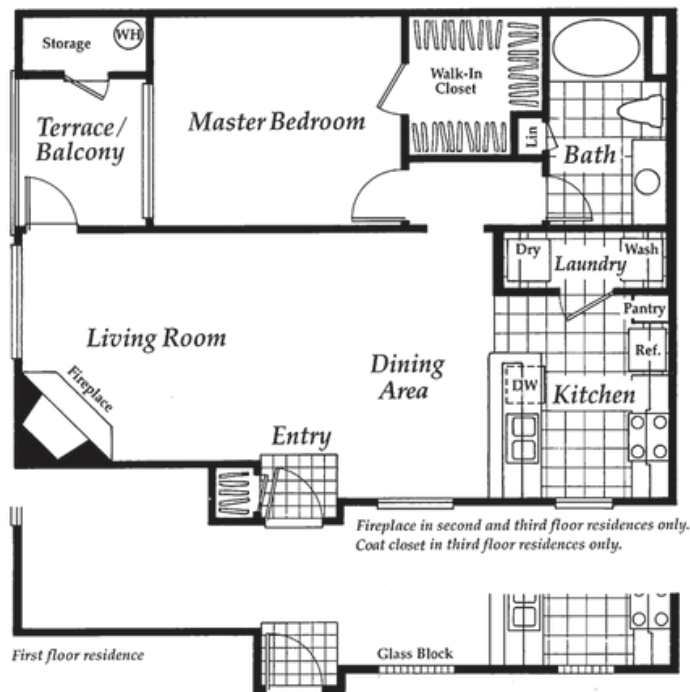 WH
Storage
Walk-In
Closet
Terrace/
Balcony
Master Bedroom
Lin
Bath
Dry
Wash
Laundry
Pantry
Living Room
Ref.
Dining
Area
Fireplace
DW
Kitchen
Entry
Fireplace in second and third floor residences only.
Coat closet in third floor residences only.
First floor residence
Glass Block